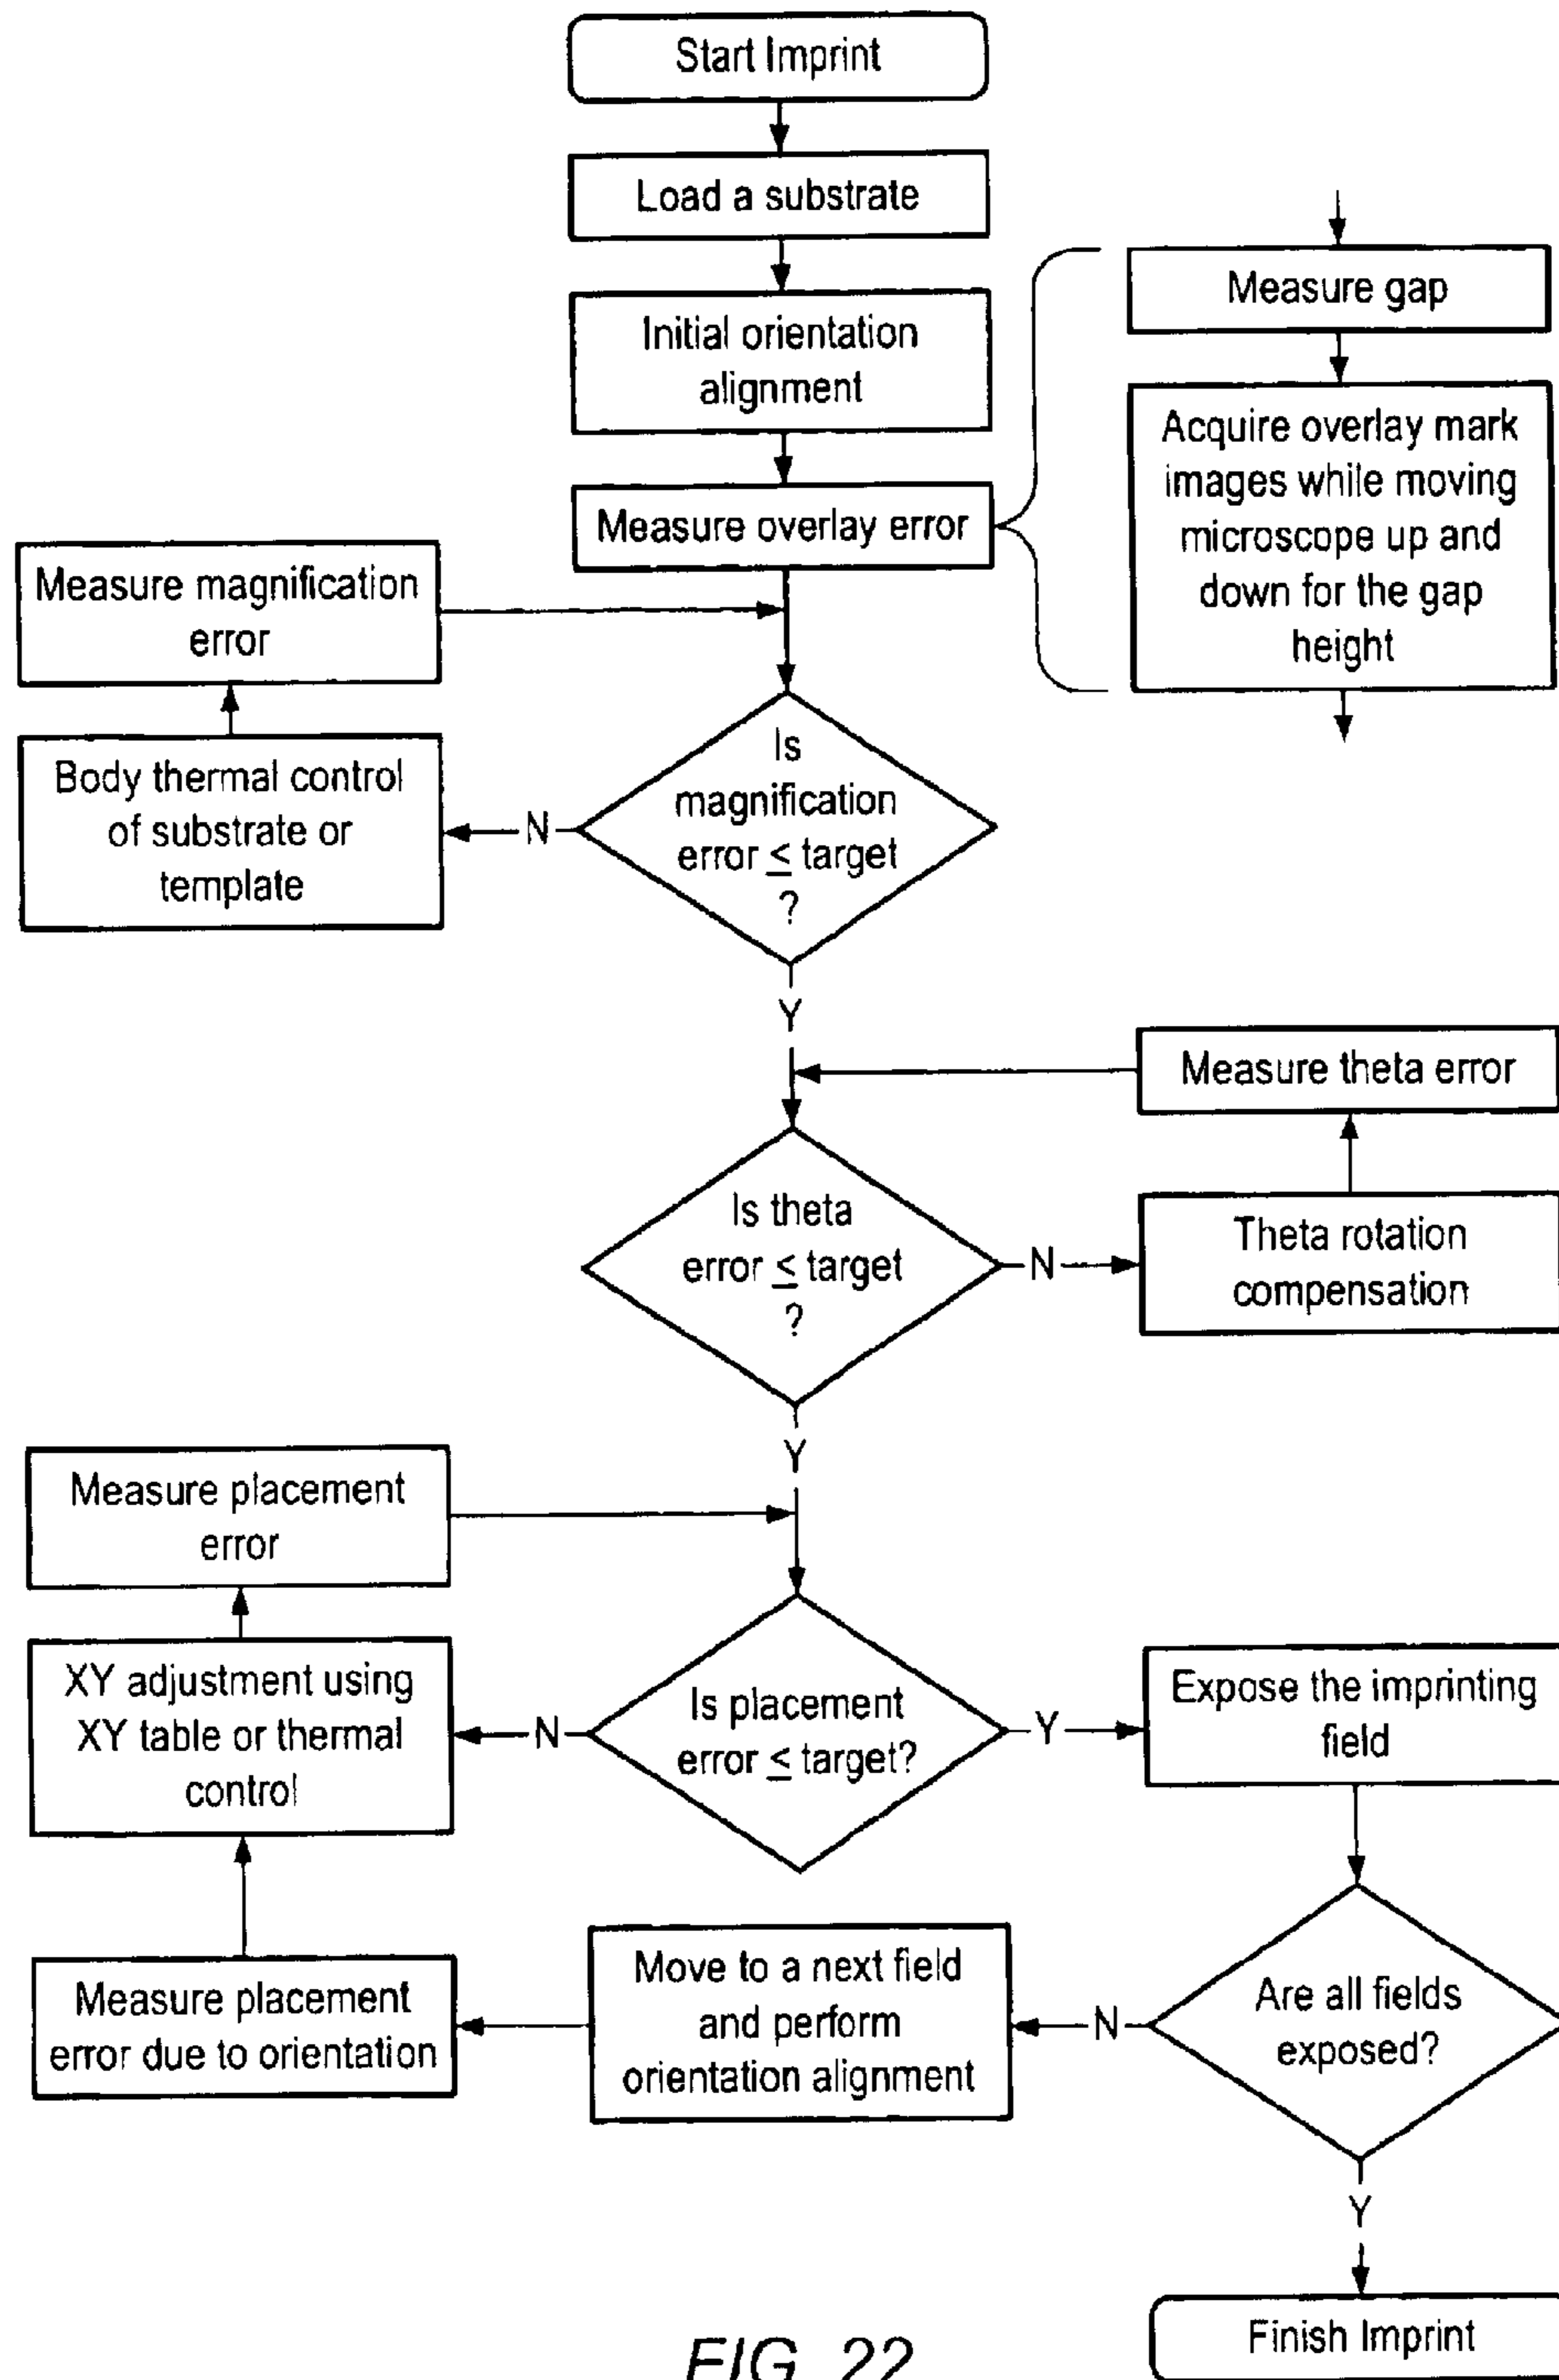 Start Imprint
Load a substrate
Initial orientation
alignment
Measure overlay error
Measure gap
Acquire overlay mark
images while moving
microscope up and
down for the gap
height
Measure magnification
error
Body thermal control
of substrate or
template
N
Is
magnification
error ≤ target
?
Y
Measure theta error
Is theta
error ≤ target
?
N
Theta rotation
compensation
Y
Measure placement
error
XY adjustment using
XY table or thermal
control
N
Is placement
error ≤ target?
Y
Expose the imprinting
field
Measure placement
error due to orientation
Move to a next field
and perform
orientation alignment
N
Are all fields
exposed?
Y
Finish Imprint
FIG. 22